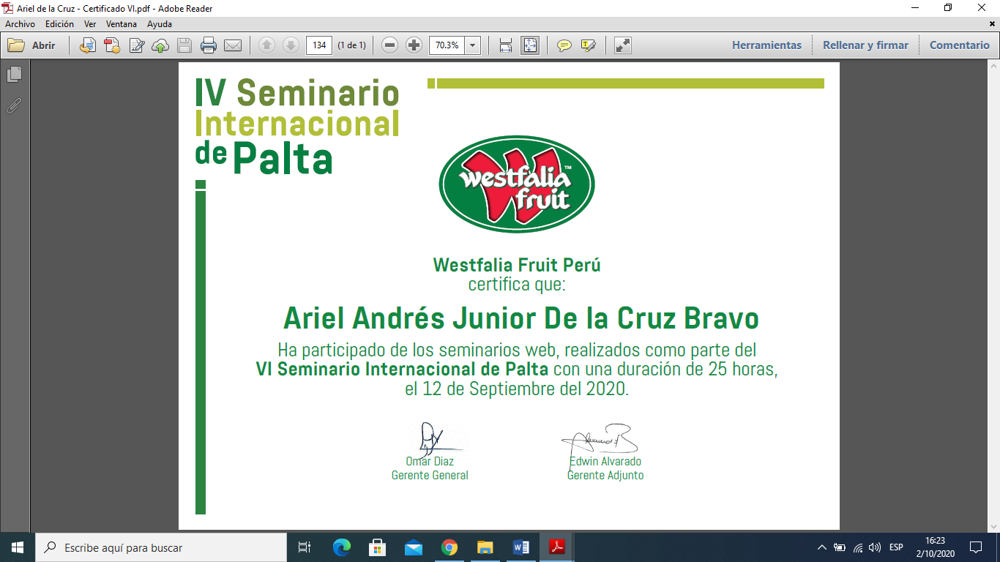 Ariel de la Cruz - Certificado VI.pdf - Adobe Reader
Archivo Edición Ver Ventana Ayuda
Abrir 134 (1 de 1) 70.3% Herramientas Rellenar y firmar Comentario
IV Seminario
Internacional
de Palta
westfalia™
fruit
Westfalia Fruit Perú
certifica que:
Ariel Andrés Junior De la Cruz Bravo
Ha participado de los seminarios web, realizados como parte del
VI Seminario Internacional de Palta con una duración de 25 horas,
el 12 de Septiembre del 2020.
Omar Diaz
Gerente General
Edwin Alvarado
Gerente Adjunto
Escribe aquí para buscar
ESP
16:23
2/10/2020